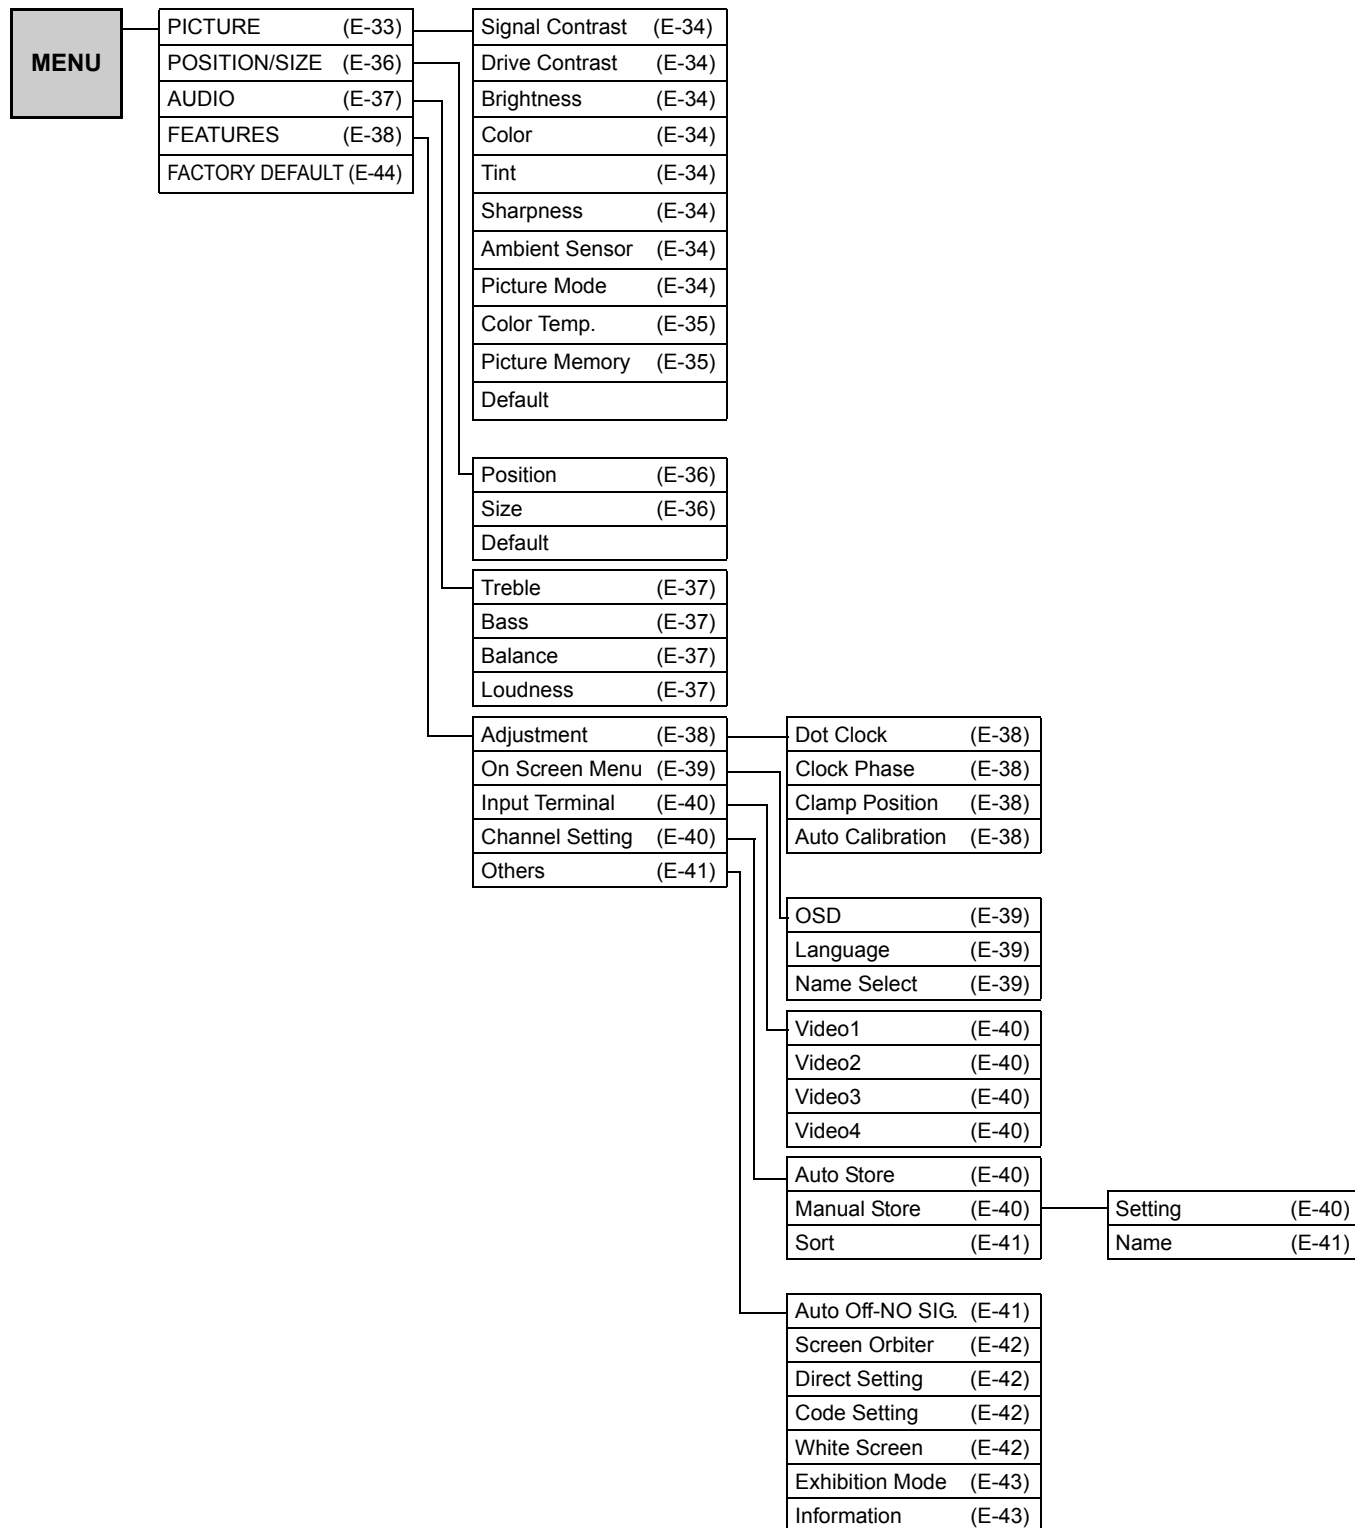 MENU
PICTURE (E-33)
POSITION/SIZE (E-36)
AUDIO (E-37)
FEATURES (E-38)
FACTORY DEFAULT (E-44)
Signal Contrast (E-34)
Drive Contrast (E-34)
Brightness (E-34)
Color (E-34)
Tint (E-34)
Sharpness (E-34)
Ambient Sensor (E-34)
Picture Mode (E-34)
Color Temp. (E-35)
Picture Memory (E-35)
Default
Position (E-36)
Size (E-36)
Default
Treble (E-37)
Bass (E-37)
Balance (E-37)
Loudness (E-37)
Adjustment (E-38)
On Screen Menu (E-39)
Input Terminal (E-40)
Channel Setting (E-40)
Others (E-41)
Dot Clock (E-38)
Clock Phase (E-38)
Clamp Position (E-38)
Auto Calibration (E-38)
OSD (E-39)
Language (E-39)
Name Select (E-39)
Video1 (E-40)
Video2 (E-40)
Video3 (E-40)
Video4 (E-40)
Auto Store (E-40)
Manual Store (E-40)
Sort (E-41)
Setting (E-40)
Name (E-41)
Auto Off-NO SIG. (E-41)
Screen Orbiter (E-42)
Direct Setting (E-42)
Code Setting (E-42)
White Screen (E-42)
Exhibition Mode (E-43)
Information (E-43)